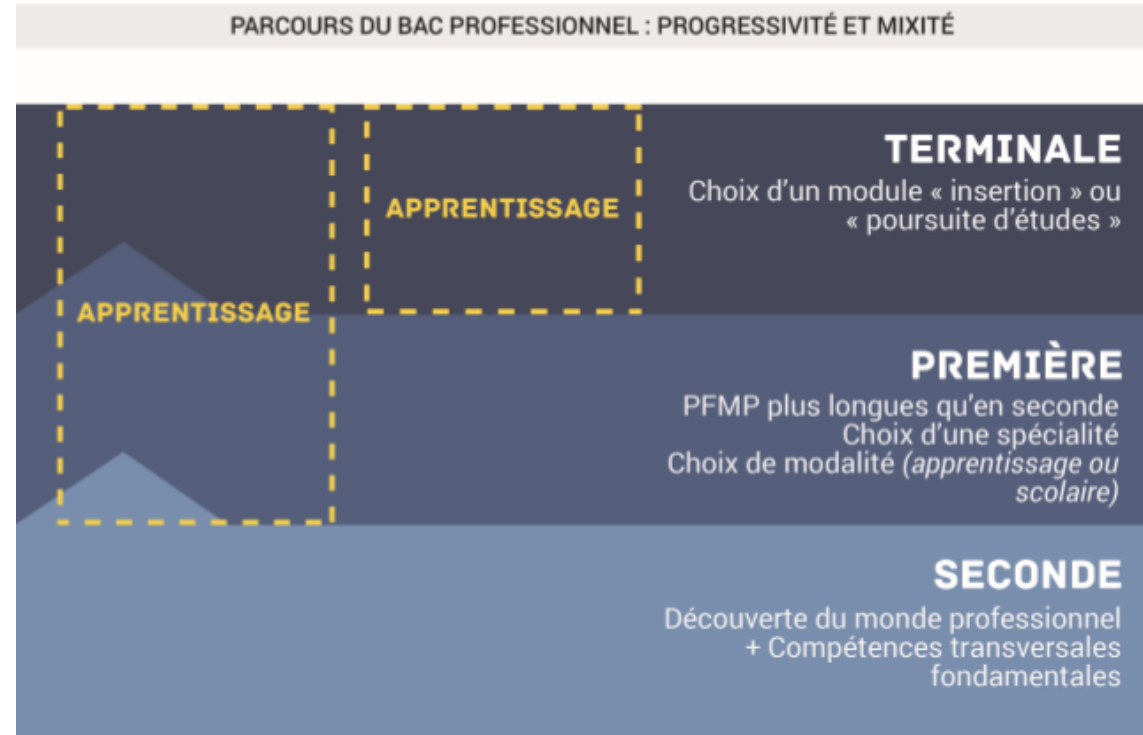 PARCOURS DU BAC PROFESSIONNEL : PROGRESSIVITÉ ET MIXITÉ
TERMINALE
Choix d'un module « insertion » ou
« poursuite d'études »
APPRENTISSAGE
APPRENTISSAGE
PREMIÈRE
PFMP plus longues qu'en seconde
Choix d'une spécialité
Choix de modalité (apprentissage ou
scolaire)
SECONDE
Découverte du monde professionnel
+ Compétences transversales
fondamentales